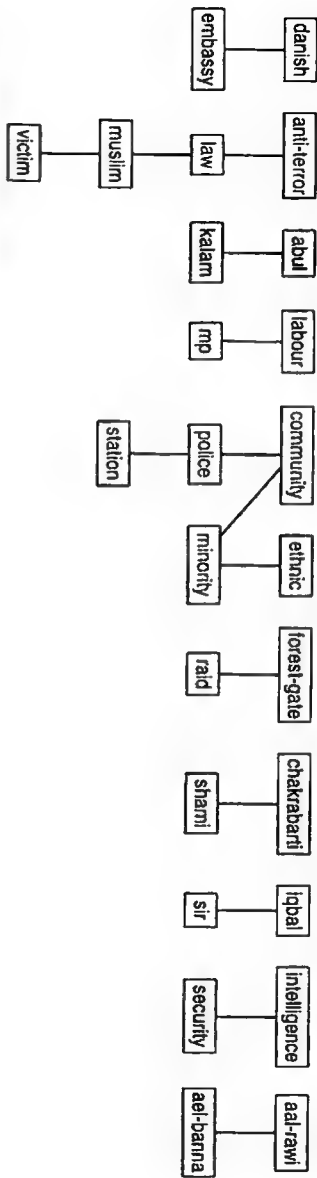 danish
embassy
anti-terror
law
muslim
victim
abul
kalam
labour
mp
community
police
station
ethnic
minority
forest-gate
raid
chakrabarti
shami
iqbal
sir
intelligence
security
aal-rawi
ael-banna